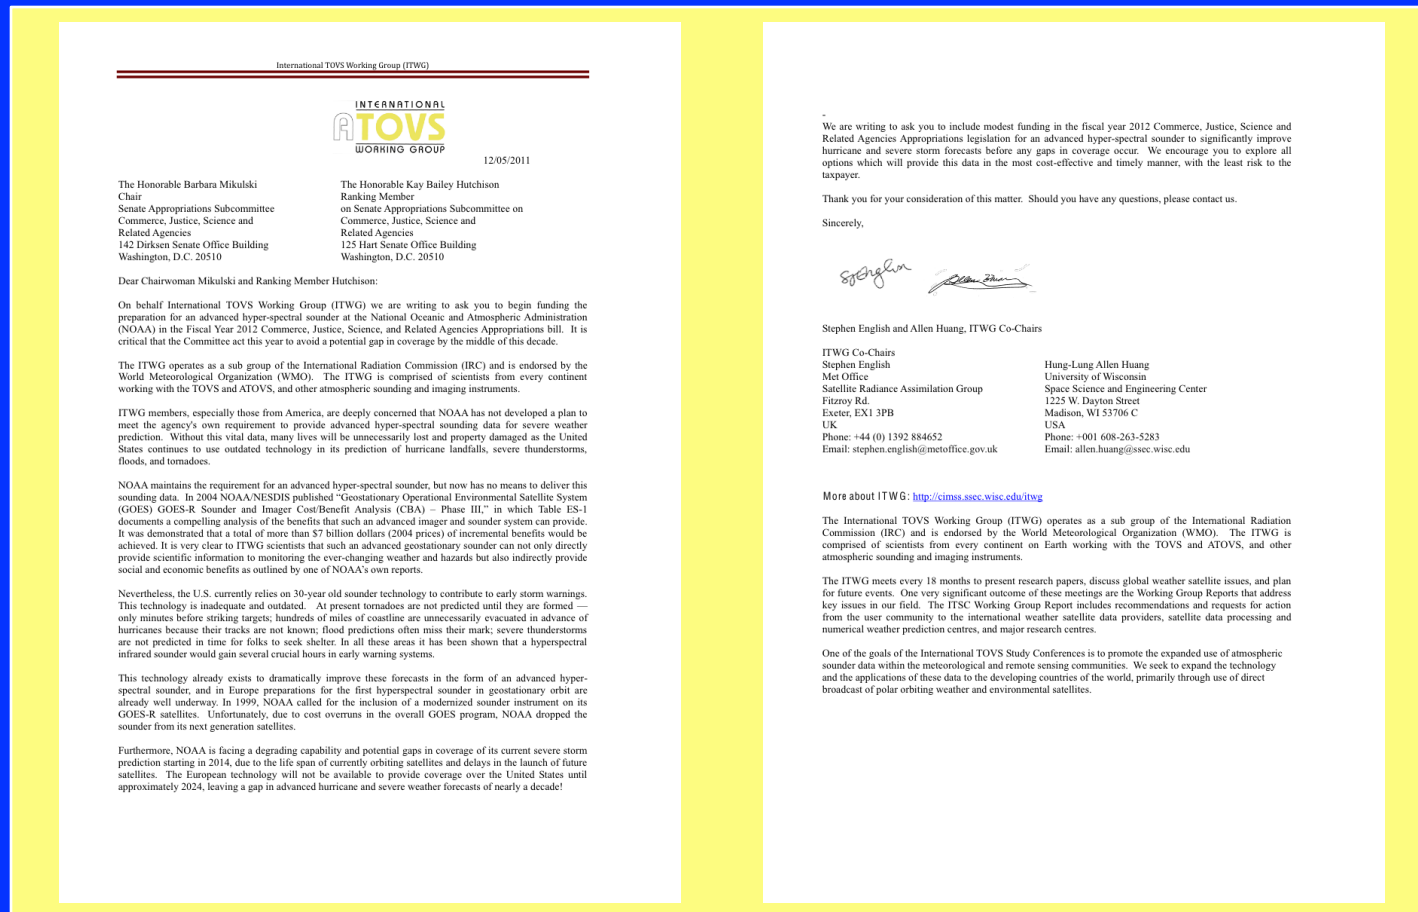 International TOVS Working Group (ITWG)
INTERNATIONAL
ATOVS
WORKING GROUP
12/05/2011
The Honorable Barbara Mikulski
Chair
Senate Appropriations Subcommittee
Commerce, Justice, Science and
Related Agencies
142 Dirksen Senate Office Building
Washington, D.C. 20510
The Honorable Kay Bailey Hutchison
Ranking Member
on Senate Appropriations Subcommittee on
Commerce, Justice, Science and
Related Agencies
125 Hart Senate Office Building
Washington, D.C. 20510
Dear Chairwoman Mikulski and Ranking Member Hutchison:
On behalf International TOVS Working Group (ITWG) we are writing to ask you to begin funding the
preparation for an advanced hyper-spectral sounder at the National Oceanic and Atmospheric Administration
(NOAA) in the Fiscal Year 2012 Commerce, Justice, Science, and Related Agencies Appropriations bill. It is
critical that the Committee act this year to avoid a potential gap in coverage by the middle of this decade.
The ITWG operates as a sub group of the International Radiation Commission (IRC) and is endorsed by the
World Meteorological Organization (WMO). The ITWG is comprised of scientists from every continent
working with the TOVS and ATOVS, and other atmospheric sounding and imaging instruments.
ITWG members, especially those from America, are deeply concerned that NOAA has not developed a plan to
meet the agency's own requirement to provide advanced hyper-spectral sounding data for severe weather
prediction. Without this vital data, many lives will be unnecessarily lost and property damaged as the United
States continues to use outdated technology in its prediction of hurricane landfalls, severe thunderstorms,
floods, and tornadoes.
NOAA maintains the requirement for an advanced hyper-spectral sounder, but now has no means to deliver this
sounding data. In 2004 NOAA/NESDIS published “Geostationary Operational Environmental Satellite System
(GOES) GOES-R Sounder and Imager Cost/Benefit Analysis (CBA) – Phase III,” in which Table ES-1
documents a compelling analysis of the benefits that such an advanced imager and sounder system can provide.
It was demonstrated that a total of more than $7 billion dollars (2004 prices) of incremental benefits would be
achieved. It is very clear to ITWG scientists that such an advanced geostationary sounder can not only directly
provide scientific information to monitoring the ever-changing weather and hazards but also indirectly provide
social and economic benefits as outlined by one of NOAA’s own reports.
Nevertheless, the U.S. currently relies on 30-year old sounder technology to contribute to early storm warnings.
This technology is inadequate and outdated. At present tornadoes are not predicted until they are formed —
only minutes before striking targets; hundreds of miles of coastline are unnecessarily evacuated in advance of
hurricanes because their tracks are not known; flood predictions often miss their mark; severe thunderstorms
are not predicted in time for folks to seek shelter. In all these areas it has been shown that a hyperspectral
infrared sounder would gain several crucial hours in early warning systems.
This technology already exists to dramatically improve these forecasts in the form of an advanced hyper-
spectral sounder, and in Europe preparations for the first hyperspectral sounder in geostationary orbit are
already well underway. In 1999, NOAA called for the inclusion of a modernized sounder instrument on its
GOES-R satellites. Unfortunately, due to cost overruns in the overall GOES program, NOAA dropped the
sounder from its next generation satellites.
Furthermore, NOAA is facing a degrading capability and potential gaps in coverage of its current severe storm
prediction starting in 2014, due to the life span of currently orbiting satellites and delays in the launch of future
satellites. The European technology will not be available to provide coverage over the United States until
approximately 2024, leaving a gap in advanced hurricane and severe weather forecasts of nearly a decade!
-
We are writing to ask you to include modest funding in the fiscal year 2012 Commerce, Justice, Science and
Related Agencies Appropriations legislation for an advanced hyper-spectral sounder to significantly improve
hurricane and severe storm forecasts before any gaps in coverage occur. We encourage you to explore all
options which will provide this data in the most cost-effective and timely manner, with the least risk to the
taxpayer.
Thank you for your consideration of this matter. Should you have any questions, please contact us.
Sincerely,
Stephen English and Allen Huang, ITWG Co-Chairs
ITWG Co-Chairs
Stephen English
Met Office
Satellite Radiance Assimilation Group
Fitzroy Rd.
Exeter, EX1 3PB
UK
Phone: +44 (0) 1392 884652
Email: stephen.english@metoffice.gov.uk
Hung-Lung Allen Huang
University of Wisconsin
Space Science and Engineering Center
1225 W. Dayton Street
Madison, WI 53706 C
USA
Phone: +001 608-263-5283
Email: allen.huang@ssec.wisc.edu
More about ITWG: http://cimss.ssec.wisc.edu/itwg
The International TOVS Working Group (ITWG) operates as a sub group of the International Radiation
Commission (IRC) and is endorsed by the World Meteorological Organization (WMO). The ITWG is
comprised of scientists from every continent on Earth working with the TOVS and ATOVS, and other
atmospheric sounding and imaging instruments.
The ITWG meets every 18 months to present research papers, discuss global weather satellite issues, and plan
for future events. One very significant outcome of these meetings are the Working Group Reports that address
key issues in our field. The ITSC Working Group Report includes recommendations and requests for action
from the user community to the international weather satellite data providers, satellite data processing and
numerical weather prediction centres, and major research centres.
One of the goals of the International TOVS Study Conferences is to promote the expanded use of atmospheric
sounder data within the meteorological and remote sensing communities. We seek to expand the technology
and the applications of these data to the developing countries of the world, primarily through use of direct
broadcast of polar orbiting weather and environmental satellites.